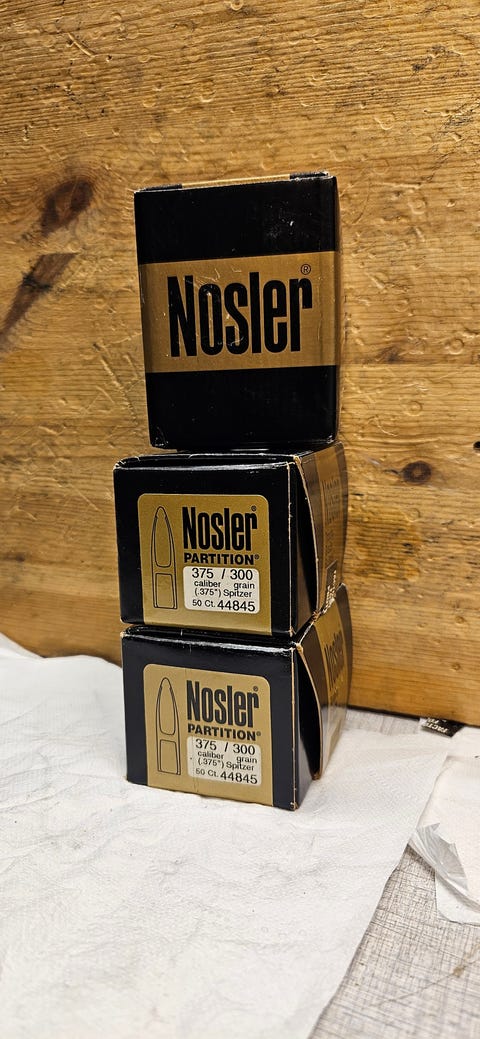 Nosler®
Nosler®
PARTITION®
375 / 300
caliber grain
(.375") Spitzer
50 Ct. 44845
Nosler®
PARTITION®
375 / 300
caliber grain
(.375") Spitzer
50 Ct. 44845
Nosler